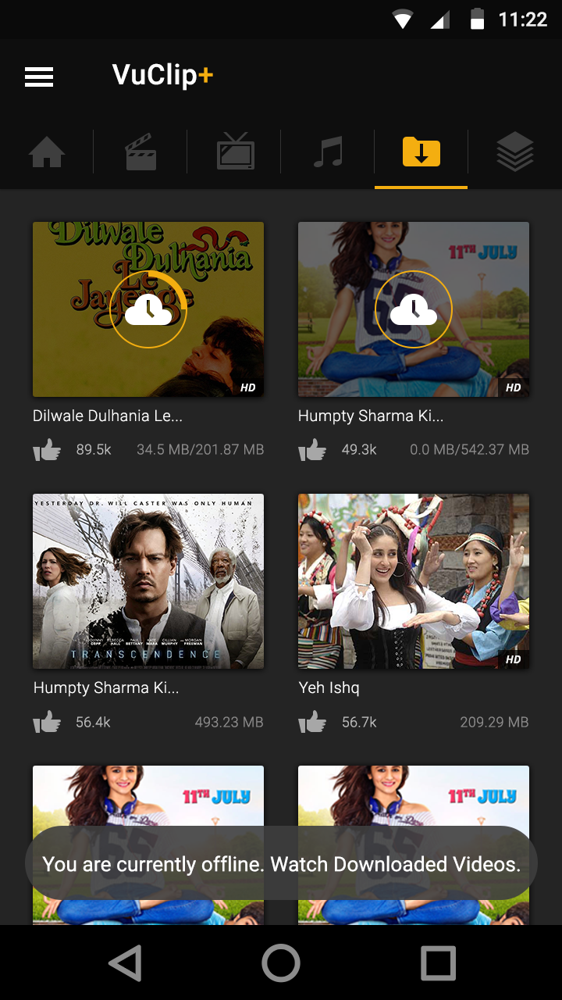 11:22
VuClip+
Dilwale
Dulhania
Le
Jayenge
HD
11TH JULY
65
HD
Dilwale Dulhania Le...
Humpty Sharma Ki...
89.5k 34.5 MB/201.87 MB
49.3k 0.0 MB/542.37 MB
YESTERDAY DR. WILL CASTER WAS ONLY HUMAN
JOHNNY DEPP REBECCA HALL PAUL BETTANY KATE MARA CILLIAN MURPHY AND MORGAN FREEMAN
TRANSCENDENCE
HD
Humpty Sharma Ki...
Yeh Ishq
56.4k 493.23 MB
56.7k 209.29 MB
11TH JULY
65
11TH JULY
65
You are currently offline. Watch Downloaded Videos.